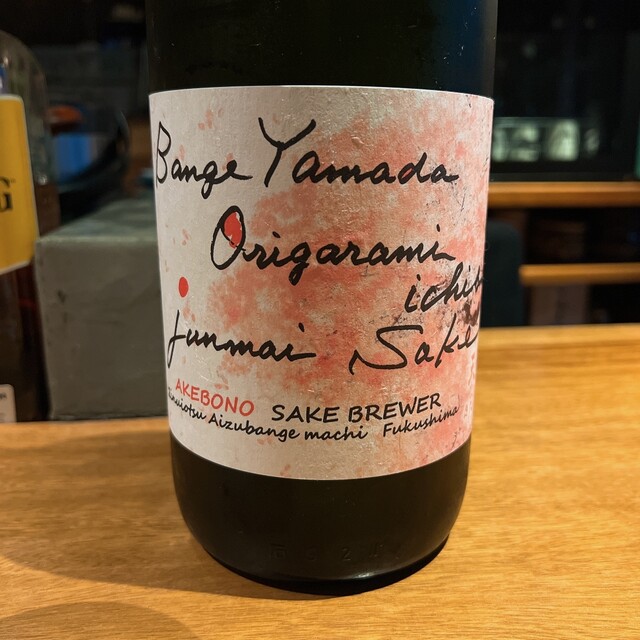 Bange Yamada
Origarami
junmai Sake
AKEBONO SAKE BREWER
Aizubange machi Fukushima
G